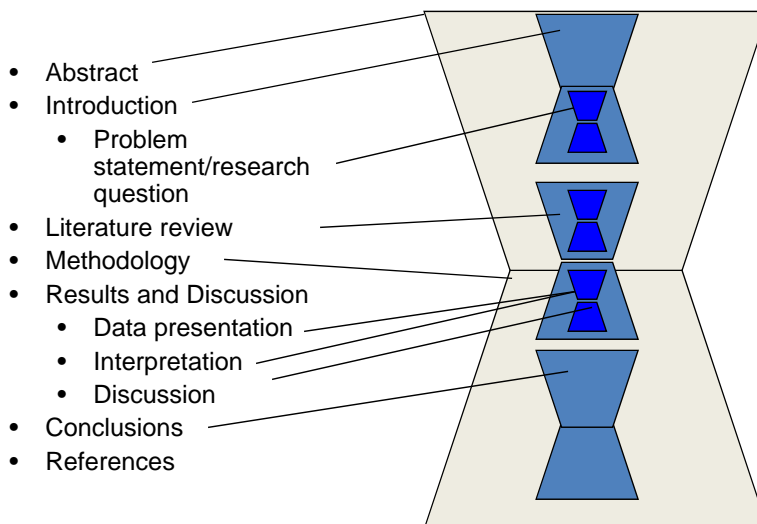 • Abstract
• Introduction
• Problem
statement/research
question
• Literature review
• Methodology
• Results and Discussion
• Data presentation
• Interpretation
• Discussion
• Conclusions
• References